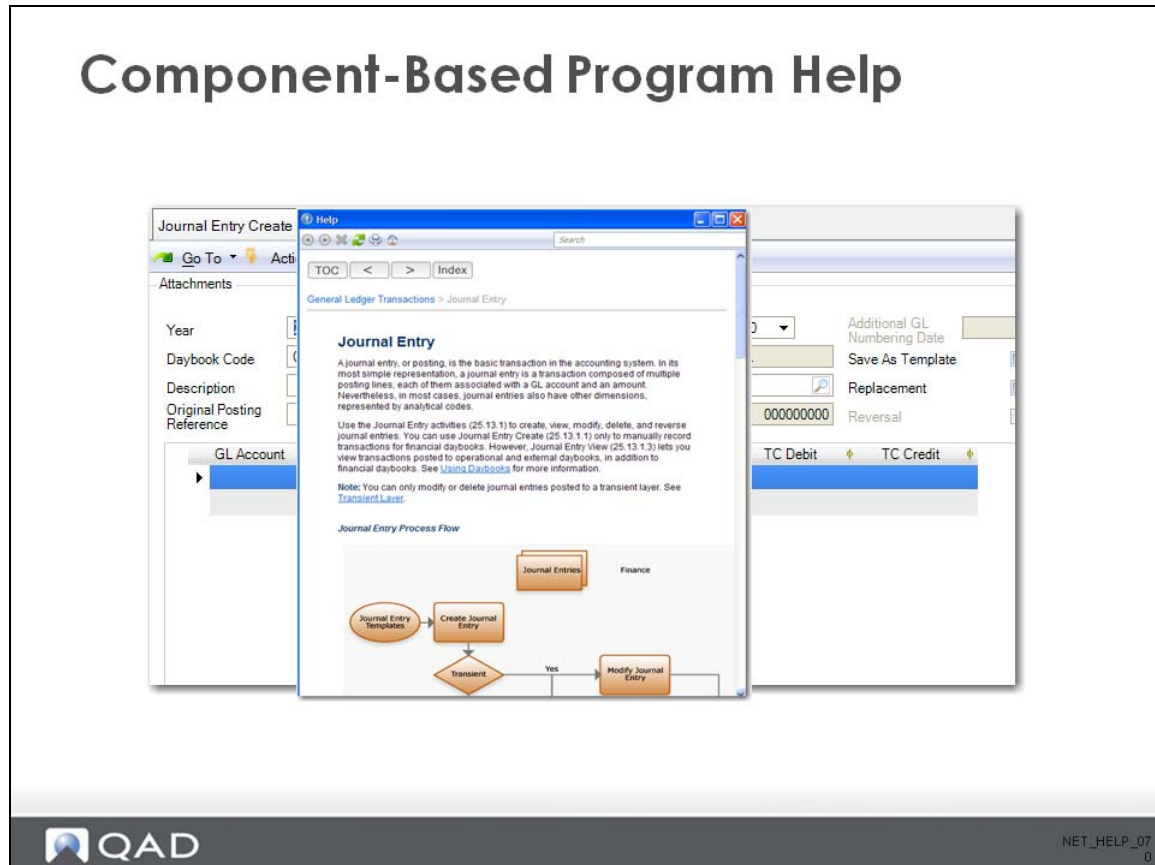 Component-Based Program Help
Journal Entry Create
Help
Search
Go To
Attachments
TOC < > Index
General Ledger Transactions > Journal Entry
Year
Additional GL
Numbering Date
Daybook Code
Save As Template
Description
Replacement
Original Posting
Reference
000000000
Reversal
GL Account
TC Debit
TC Credit
Journal Entry
A journal entry, or posting, is the basic transaction in the accounting system. In its
most simple representation, a journal entry is a transaction composed of multiple
posting lines, each of them associated with a GL account and an amount.
Nevertheless, in most cases, journal entries also have other dimensions,
represented by analytical codes.
Use the Journal Entry activities (25.13.1) to create, view, modify, delete, and reverse
journal entries. You can use Journal Entry Create (25.13.1.1) only to manually record
transactions for financial daybooks. However, Journal Entry View (25.13.1.3) lets you
view transactions posted to operational and external daybooks, in addition to
financial daybooks. See Using Daybooks for more information.
Note: You can only modify or delete journal entries posted to a transient layer. See
Transient Layer.
Journal Entry Process Flow
Journal Entries
Finance
Journal Entry
Templates
Create Journal
Entry
Transient
Yes
Modify Journal
Entry
QAD
NET_HELP_07
0